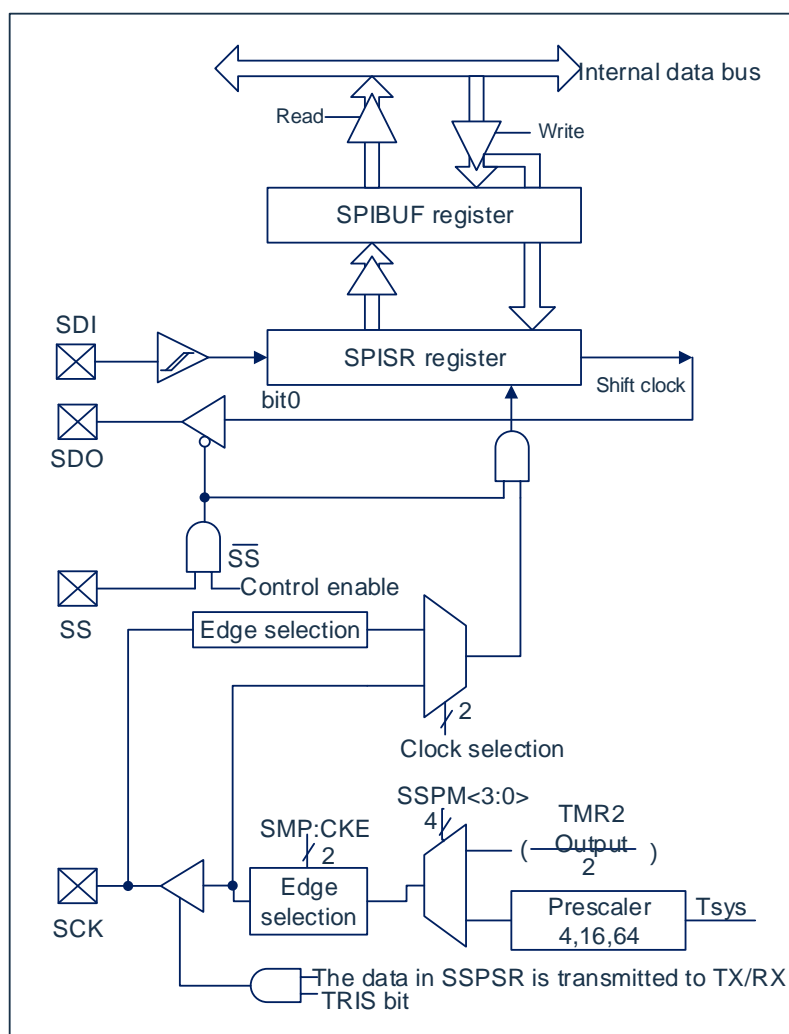 Internal data bus
Read
Write
SPIBUF register
SDI
SPISR register
bit0
Shift clock
SDO
SS
Control enable
SS
Edge selection
2
Clock selection
SSPM<3:0>
4
TMR2
Output
2
( )
SMP:CKE
2
Edge
selection
Prescaler
4,16,64
Tsys
SCK
The data in SSPSR is transmitted to TX/RX
TRIS bit